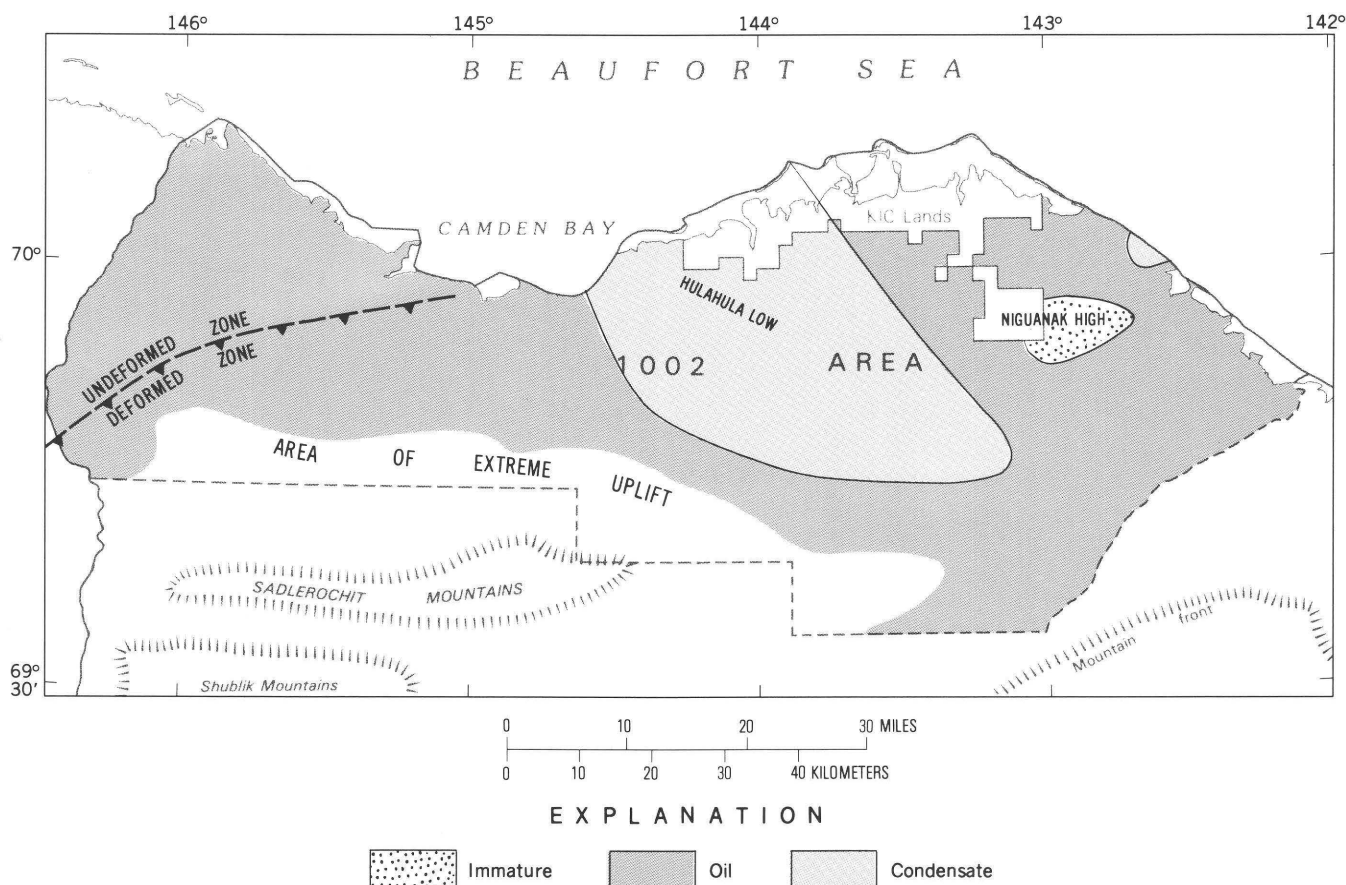 146° 145° 144° 143° 142°
BEAUFORT SEA
CAMDEN BAY
KIC Lands
70°
HULAHULA LOW
NIGUANAK HIGH
UNDEFORMED ZONE
DEFORMED ZONE
1002 AREA
AREA OF EXTREME UPLIFT
SADLEROCHIT MOUNTAINS
Mountain front
69°
30'
Shublik Mountains
0 10 20 30 MILES
0 10 20 30 40 KILOMETERS
EXPLANATION
Immature Oil Condensate